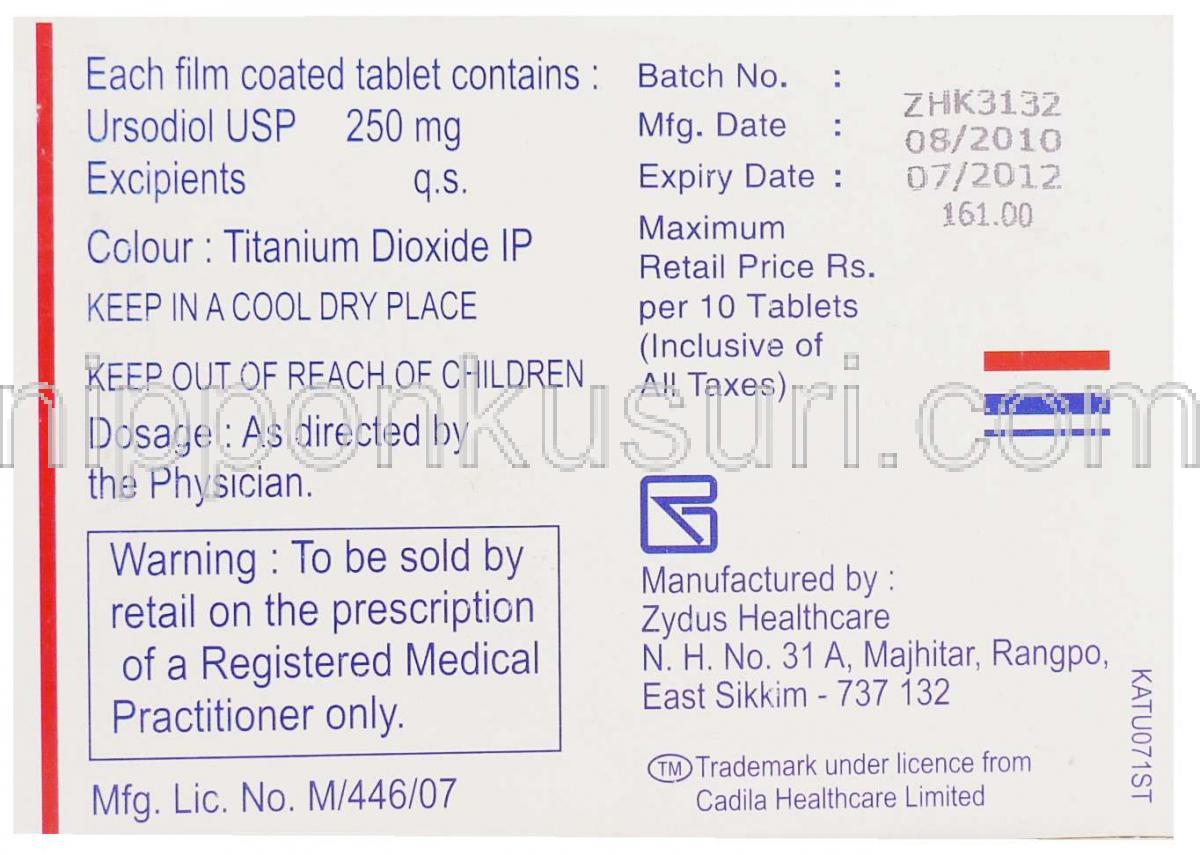 Each film coated tablet contains :
Ursodiol USP 250 mg
Excipients q.s.
Colour : Titanium Dioxide IP
KEEP IN A COOL DRY PLACE
KEEP OUT OF REACH OF CHILDREN
Dosage : As directed by
the Physician.
Warning : To be sold by
retail on the prescription
of a Registered Medical
Practitioner only.
Mfg. Lic. No. M/446/07
Batch No. : ZHK3132
Mfg. Date : 08/2010
Expiry Date : 07/2012
Maximum 161.00
Retail Price Rs.
per 10 Tablets
(Inclusive of
All Taxes)
Manufactured by :
Zydus Healthcare
N. H. No. 31 A, Majhitar, Rangpo,
East Sikkim - 737 132
TM Trademark under licence from
Cadila Healthcare Limited
KATU071ST
nipponkusuri.com